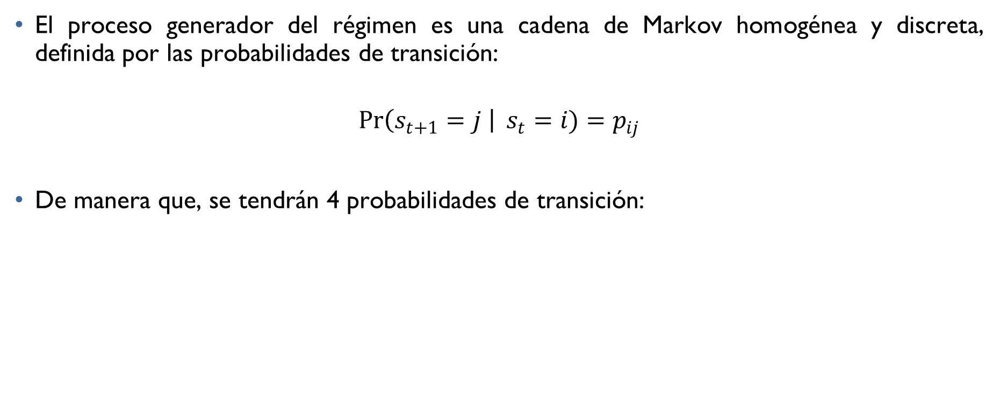 • El proceso generador del régimen es una cadena de Markov homogénea y discreta,
definida por las probabilidades de transición:
Pr(s_{t+1} = j | s_t = i) = p_{ij}
• De manera que, se tendrán 4 probabilidades de transición: